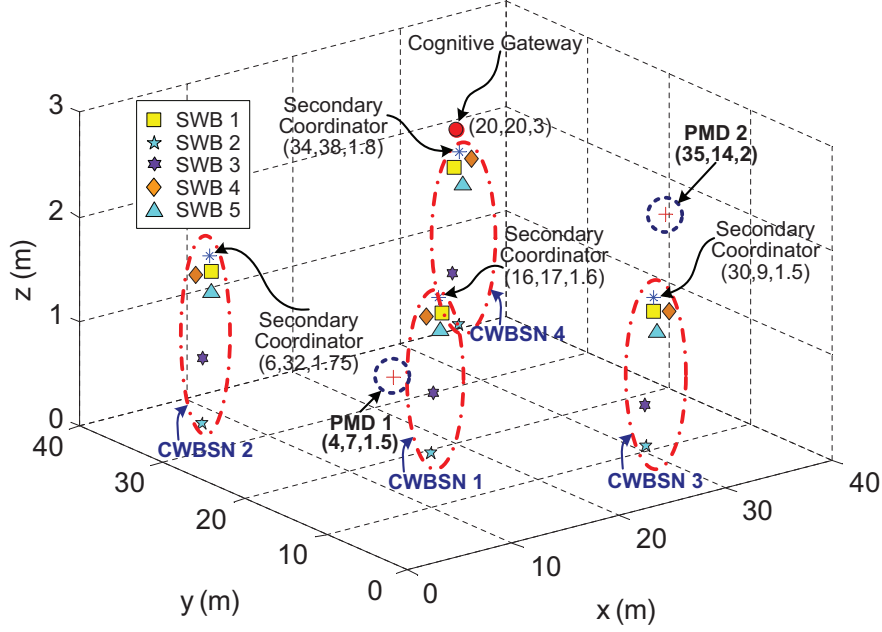 Cognitive Gateway
3
Secondary
Coordinator
(34,38,1.8)
(20,20,3)
PMD 2
(35,14,2)
SWB 1
SWB 2
SWB 3
SWB 4
SWB 5
2
z (m)
Secondary
Coordinator
(16,17,1.6)
Secondary
Coordinator
(30,9,1.5)
1
Secondary
Coordinator
(6,32,1.75)
CWBSN 4
0
40
PMD 1
(4,7,1.5)
CWBSN 2
CWBSN 1
CWBSN 3
30
20
10
0
y (m)
0
10
20
30
40
x (m)